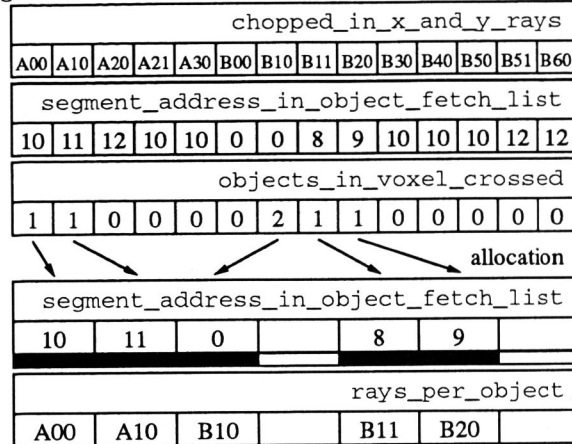 chopped_in_x_and_y_rays
A00 A10 A20 A21 A30 B00 B10 B11 B20 B30 B40 B50 B51 B60
segment_address_in_object_fetch_list
10 11 12 10 10 0 0 8 9 10 10 10 12 12
objects_in_voxel_crossed
1 1 0 0 0 0 2 1 1 0 0 0 0 0
allocation
segment_address_in_object_fetch_list
10 11 0 8 9
rays_per_object
A00 A10 B10 B11 B20